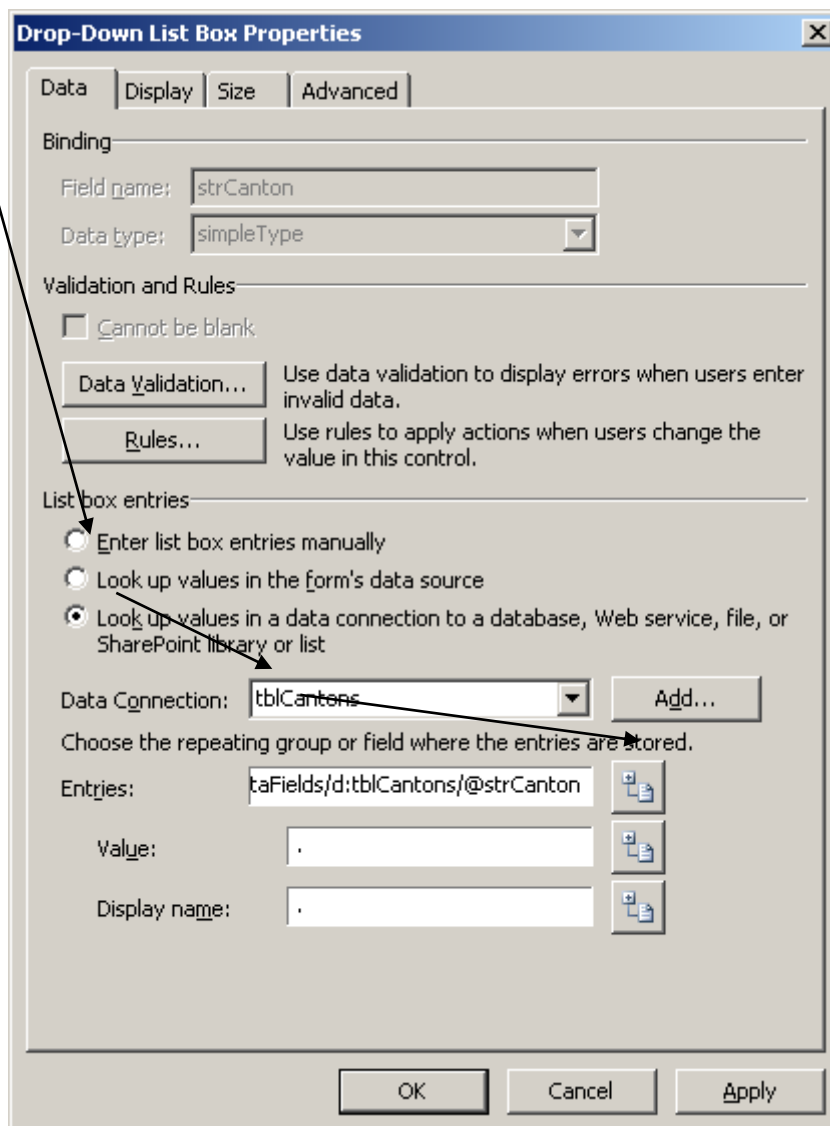 Drop-Down List Box Properties
Data Display Size Advanced
Binding
Field name: strCanton
Data type: simpleType
Validation and Rules
Cannot be blank
Data Validation... Use data validation to display errors when users enter
invalid data.
Rules... Use rules to apply actions when users change the
value in this control.
List box entries
Enter list box entries manually
Look up values in the form's data source
Look up values in a data connection to a database, Web service, file, or
SharePoint library or list
Data Connection: tblCantons Add...
Choose the repeating group or field where the entries are stored.
Entries: taFields/d:tblCantons/@strCanton
Value: .
Display name: .
OK Cancel Apply